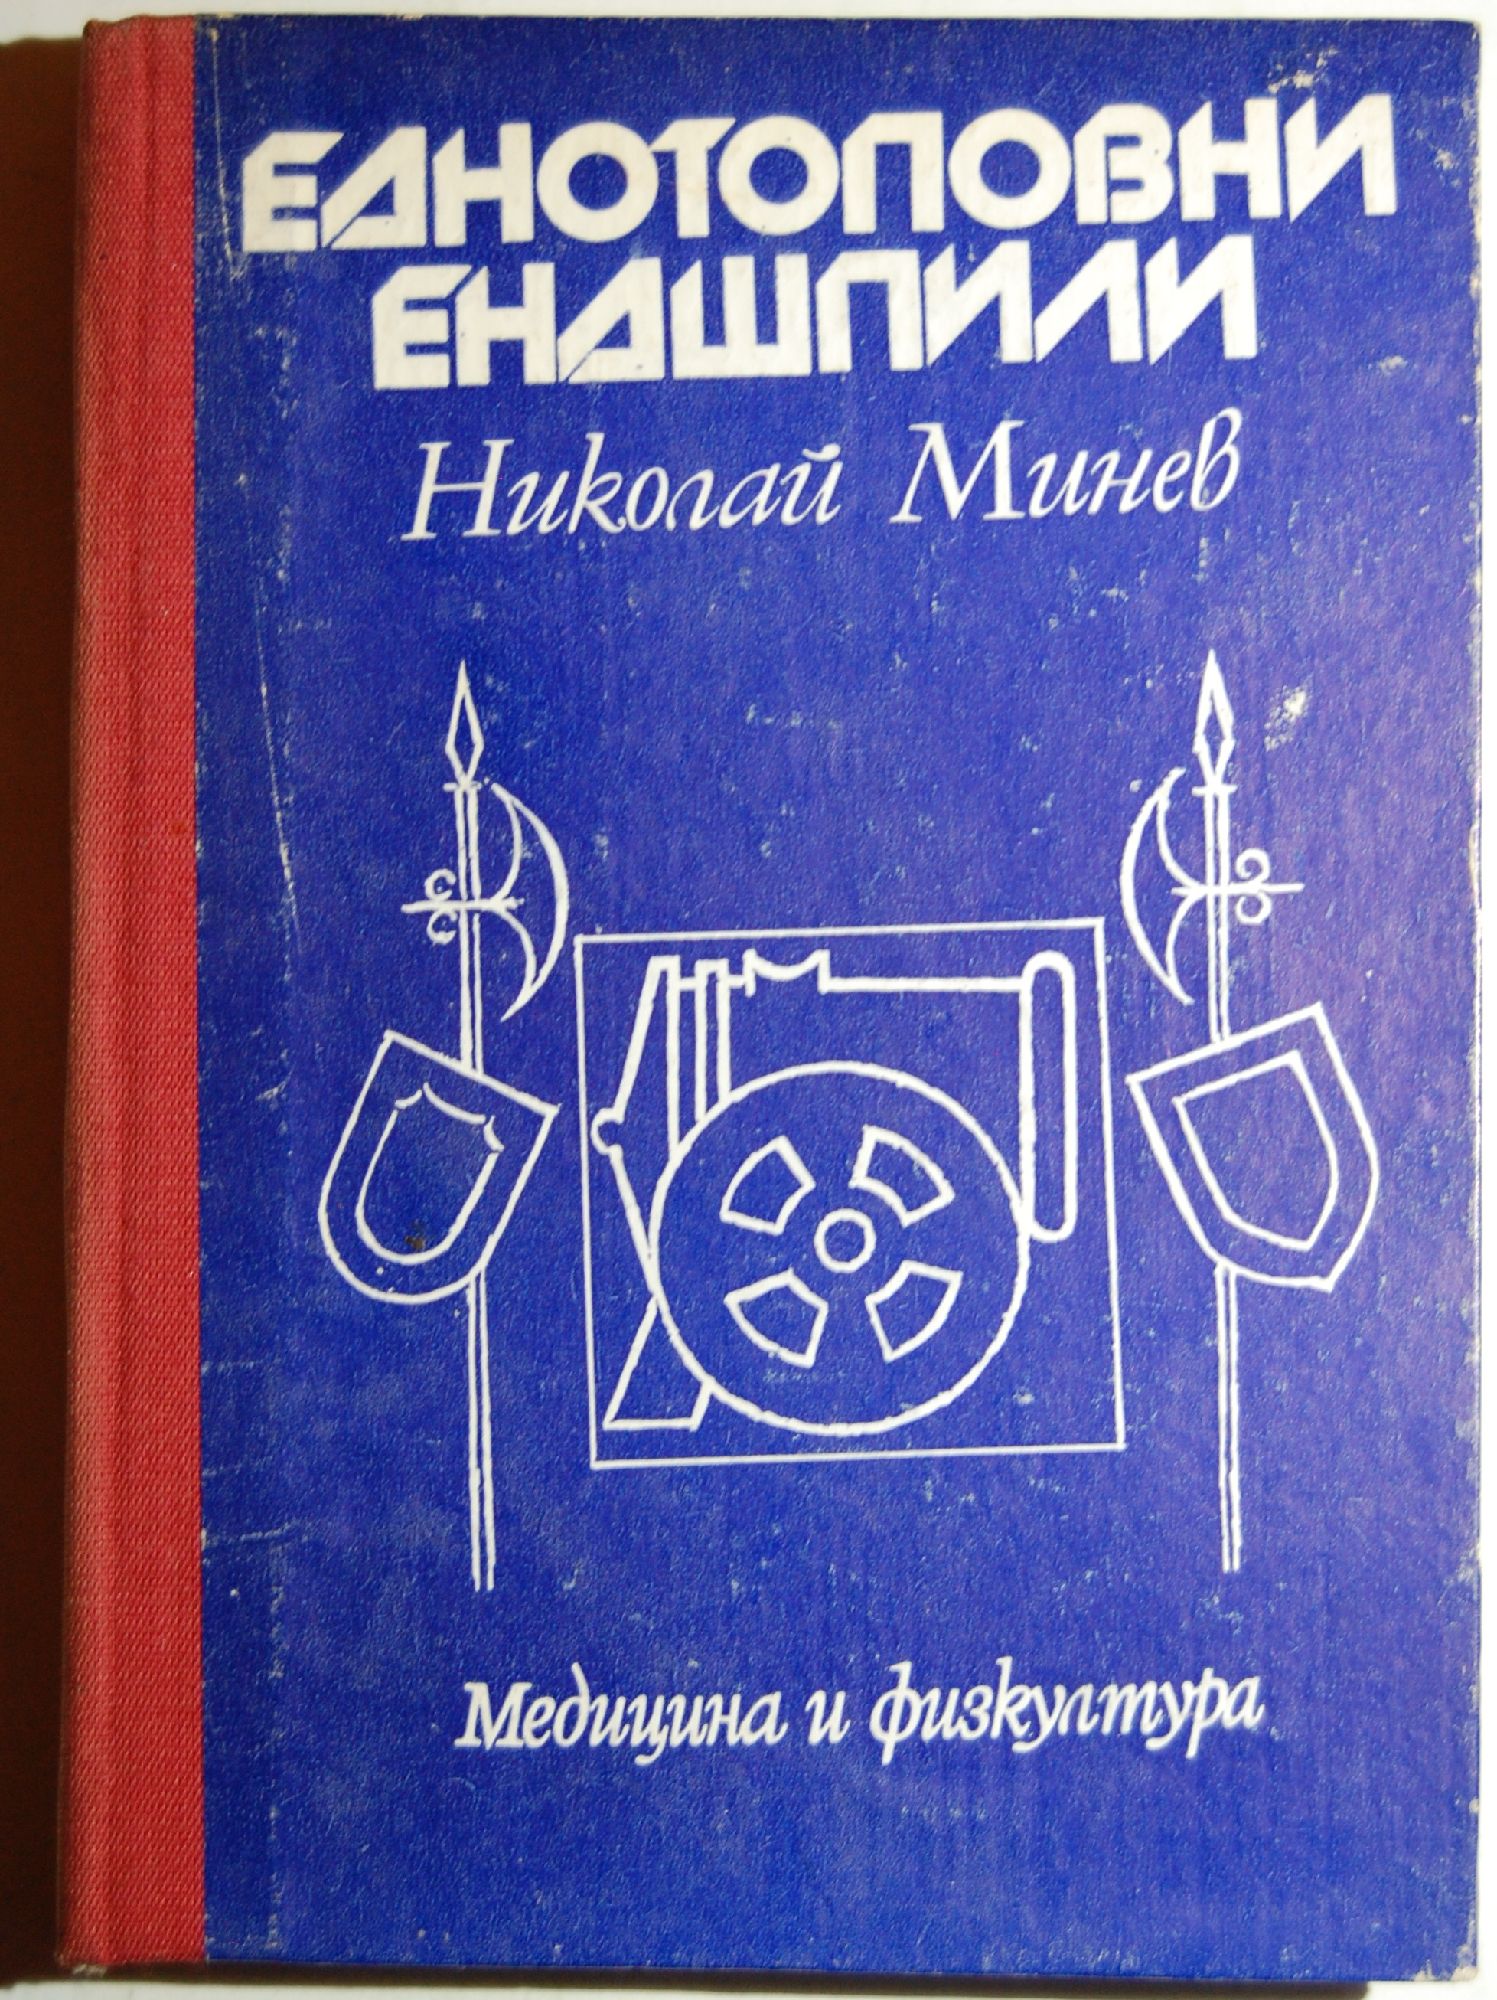 ЕДНОТОПОВНИ
ЕНДШПИЛИ
Николай Минев
Медицина и физкултура